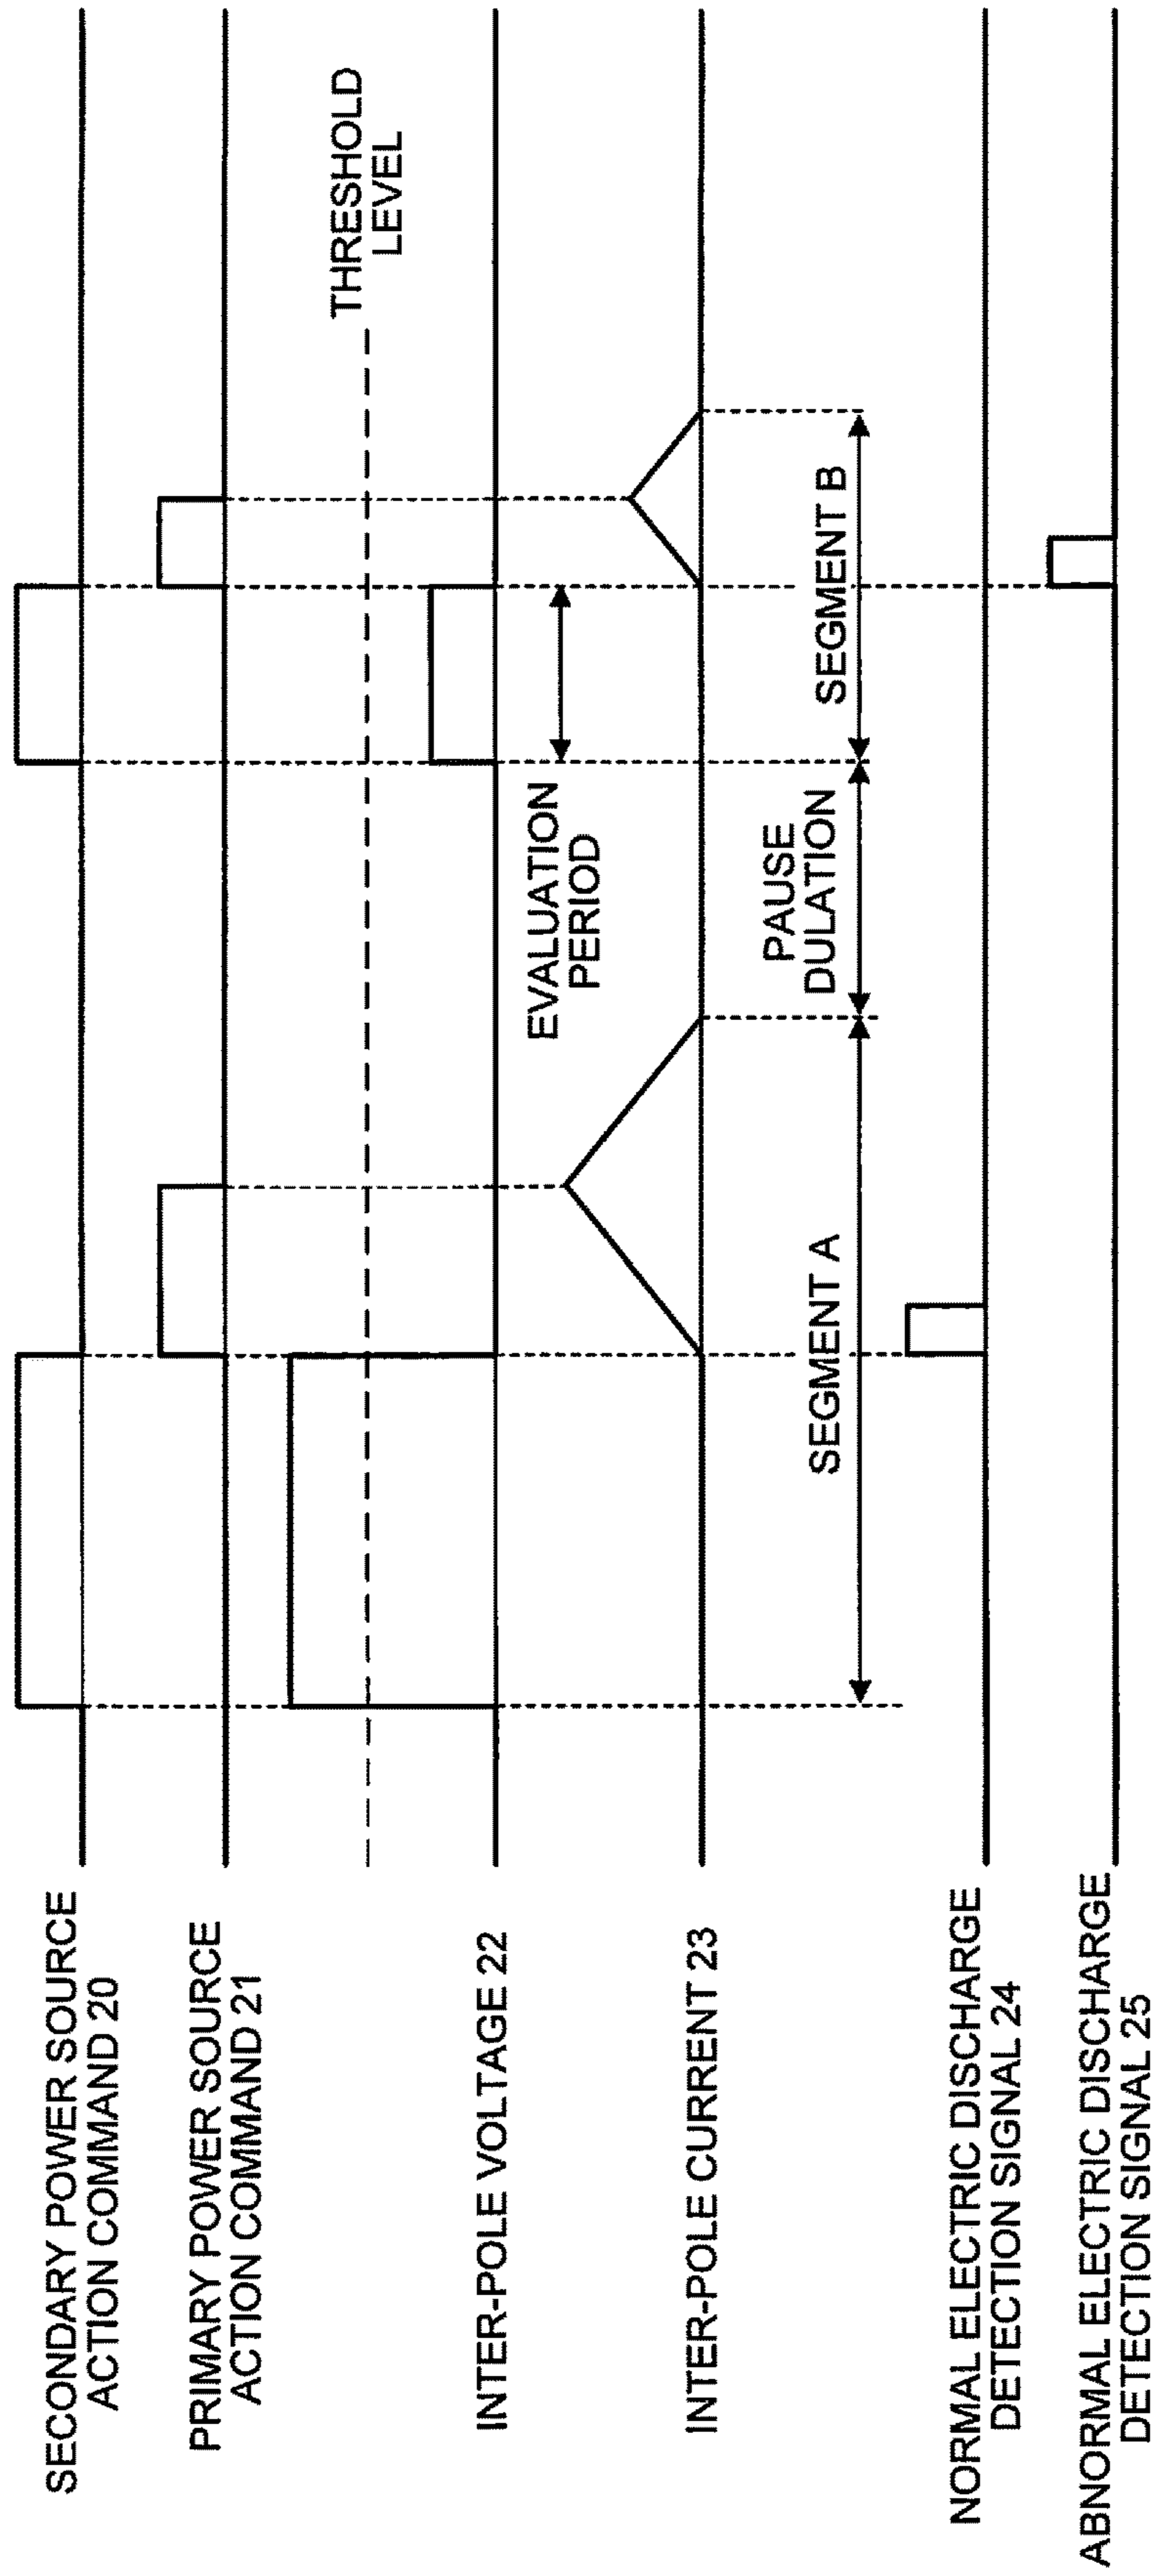 SECONDARY POWER SOURCE
ACTION COMMAND 20
PRIMARY POWER SOURCE
ACTION COMMAND 21
THRESHOLD
LEVEL
INTER-POLE VOLTAGE 22
EVALUATION
PERIOD
INTER-POLE CURRENT 23
SEGMENT A
PAUSE
DULATION
SEGMENT B
NORMAL ELECTRIC DISCHARGE
DETECTION SIGNAL 24
ABNORMAL ELECTRIC DISCHARGE
DETECTION SIGNAL 25